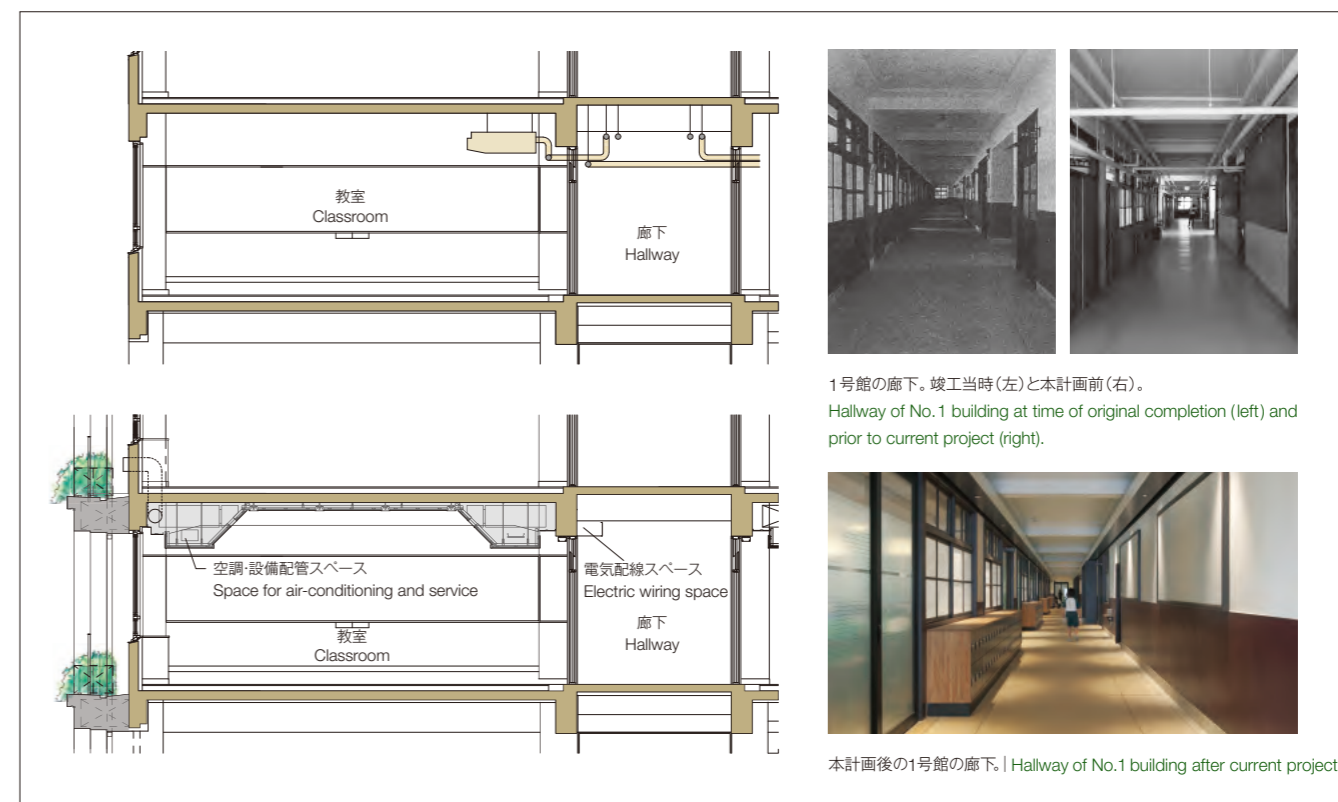 教室
Classroom
廊下
Hallway
1号館の廊下。竣工当時(左)と本計画前(右)。
Hallway of No.1 building at time of original completion (left) and
prior to current project (right).
空調・設備配管スペース
Space for air-conditioning and service
電気配線スペース
Electric wiring space
廊下
Hallway
教室
Classroom
本計画後の1号館の廊下。| Hallway of No.1 building after current project